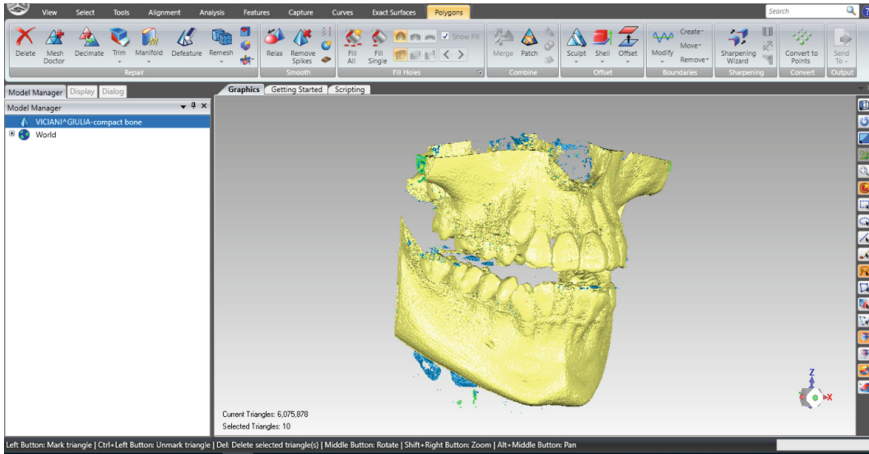 View Select Tools Alignment Analysis Features Capture Curves Exact Surfaces Polygons Search
Delete Mesh Doctor Decimate Trim Manifold Defeature Remesh Relax Remove Spikes Fill All Fill Single Show Fill Merge Patch Sculpt Shell Offset Modify Create Move Remove Sharpening Wizard Convert to Points Send To
Repair Smooth Fill Holes Combine Offset Boundaries Sharpening Convert Output
Model Manager Display Dialog Graphics Getting Started Scripting
Model Manager
VICIANI^GIULIA-compact bone
World
Z
X
Current Triangles: 6,075,878
Selected Triangles: 10
Left Button: Mark triangle | Ctrl+Left Button: Unmark triangle | Del: Delete selected triangle(s) | Middle Button: Rotate | Shift+Right Button: Zoom | Alt+Middle Button: Pan